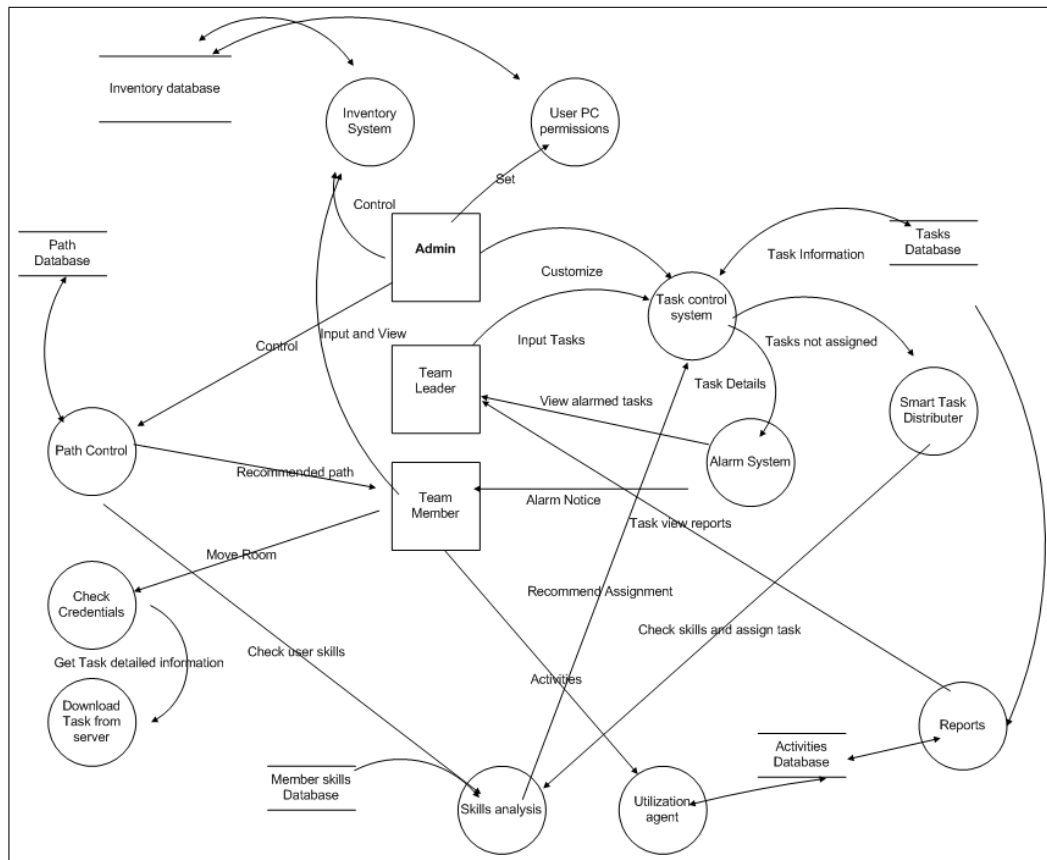 Inventory database
Inventory
System
User PC
permissions
Set
Control
Admin
Path
Database
Tasks
Database
Task Information
Customize
Task control
system
Input and View
Control
Input Tasks
Tasks not assigned
Team
Leader
Task Details
View alarmed tasks
Smart Task
Distributer
Path Control
Alarm System
Recommended path
Team
Member
Alarm Notice
Task view reports
Move Room
Check
Credentials
Recommend Assignment
Check skills and assign task
Get Task detailed information
Check user skills
Activities
Download
Task from
server
Reports
Activities
Database
Member skills
Database
Skills analysis
Utilization
agent